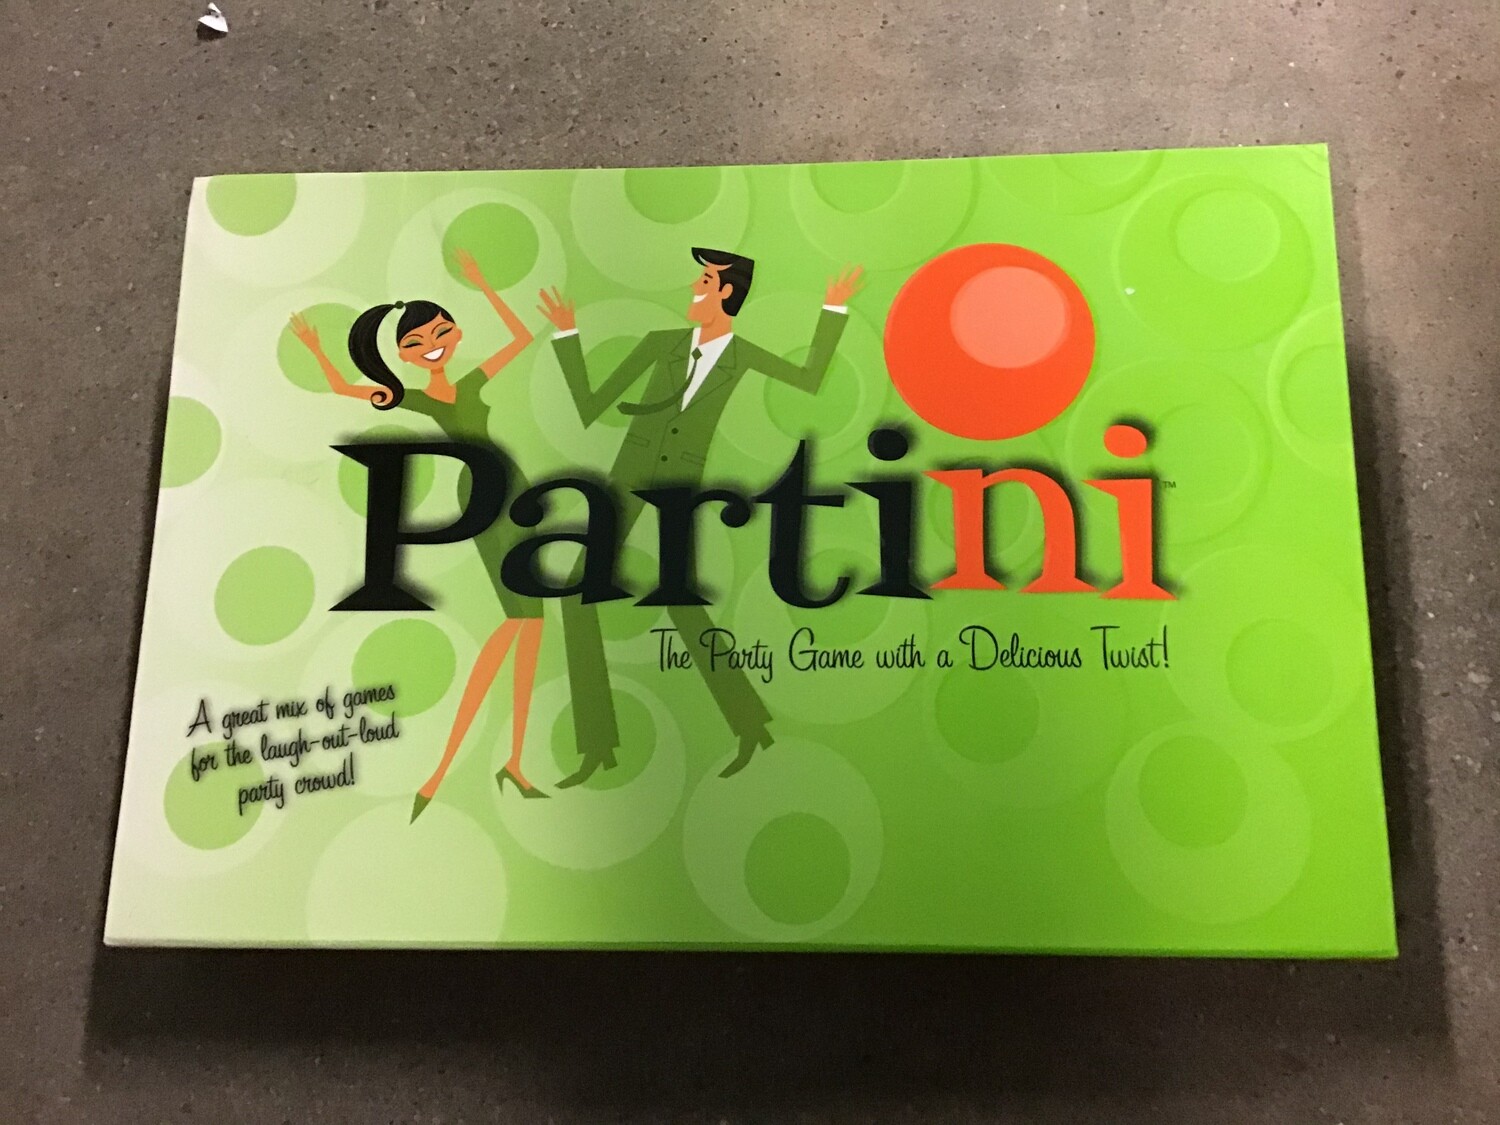 Partini™
The Party Game with a Delicious Twist!
A great mix of games
for the laugh-out-loud
party crowd!